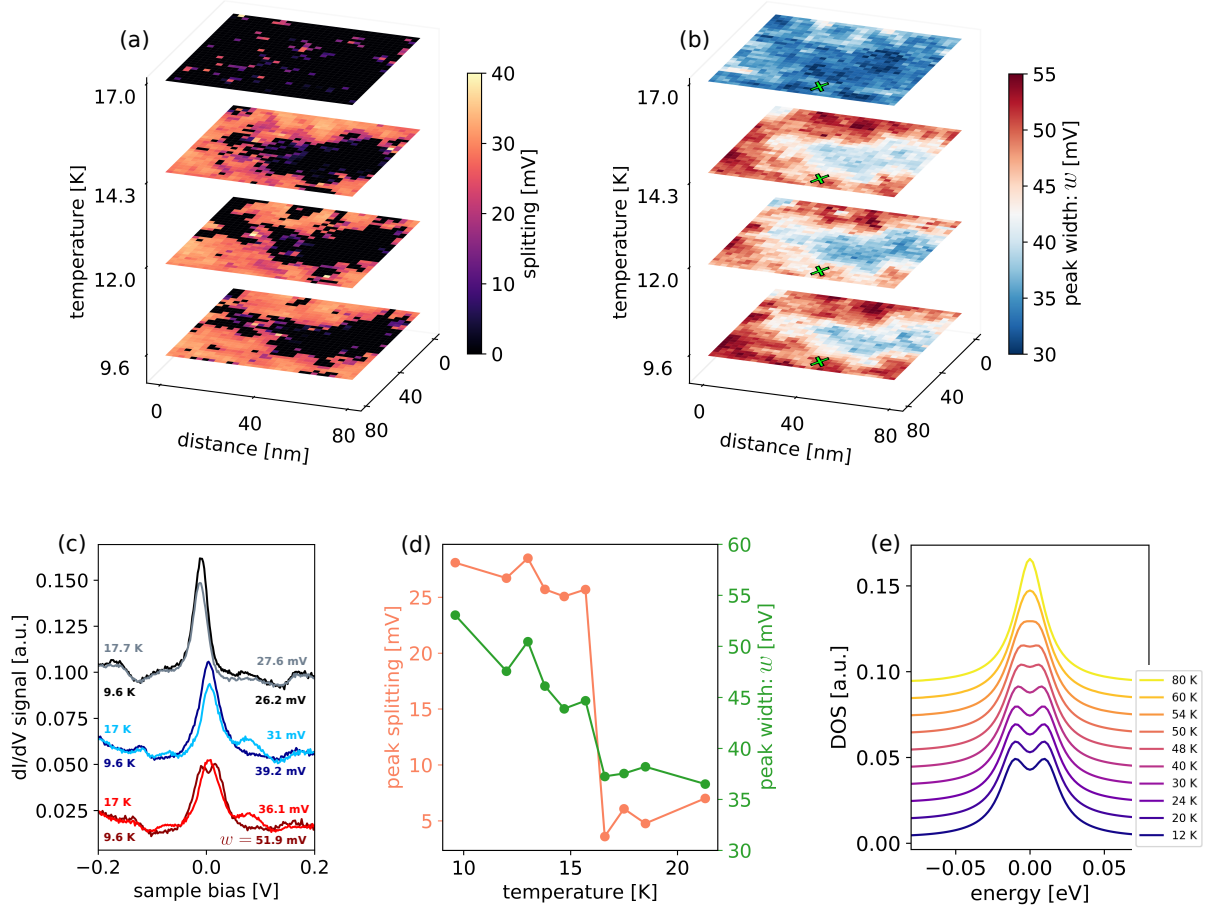 (a)
temperature [K]
17.0
14.3
12.0
9.6
0
40
80
distance [nm]
0
40
80
splitting [mV]
40
30
20
10
0
(b)
temperature [K]
17.0
14.3
12.0
9.6
0
40
80
distance [nm]
0
40
80
peak width: w [mV]
55
50
45
40
35
30
(c)
dI/dV signal [a.u.]
0.150
0.125
0.100
0.075
0.050
0.025
17.7 K 27.6 mV
9.6 K 26.2 mV
17 K 31 mV
9.6 K 39.2 mV
17 K 36.1 mV
9.6 K w = 51.9 mV
−0.2 0.0 0.2
sample bias [V]
(d)
peak splitting [mV]
25
20
15
10
5
60
55
50
45
40
35
30
peak width: w [mV]
10 15 20
temperature [K]
(e)
DOS [a.u.]
0.15
0.10
0.05
0.00
−0.05 0.00 0.05
energy [eV]
80 K
60 K
54 K
50 K
48 K
40 K
30 K
24 K
20 K
12 K